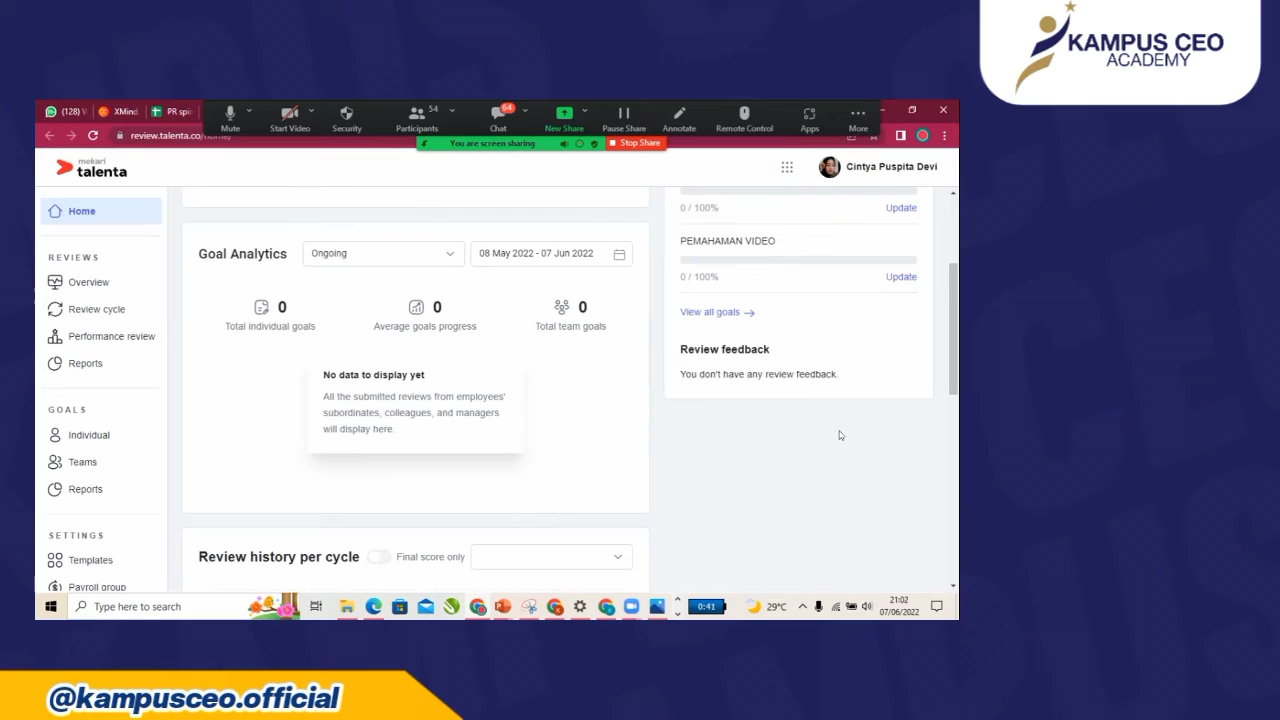 KAMPUS CEO
ACADEMY
XMind
PR spi
54
64
Mute
Start Video
Security
Participants
Chat
New Share
Pause Share
Annotate
Remote Control
Apps
More
review.talenta.co/home
You are screen sharing
Stop Share
mekari
talenta
Cintya Puspita Devi
Home
REVIEWS
Overview
Review cycle
Performance review
Reports
GOALS
Individual
Teams
Reports
SETTINGS
Templates
Payroll group
Goal Analytics
Ongoing
08 May 2022 - 07 Jun 2022
0
Total individual goals
0
Average goals progress
0
Total team goals
No data to display yet
All the submitted reviews from employees'
subordinates, colleagues, and managers
will display here.
Review history per cycle
Final score only
0 / 100%
Update
PEMAHAMAN VIDEO
0 / 100%
Update
View all goals
Review feedback
You don't have any review feedback.
Type here to search
0:41
29°C
21:02
07/06/2022
@kampusceo.official